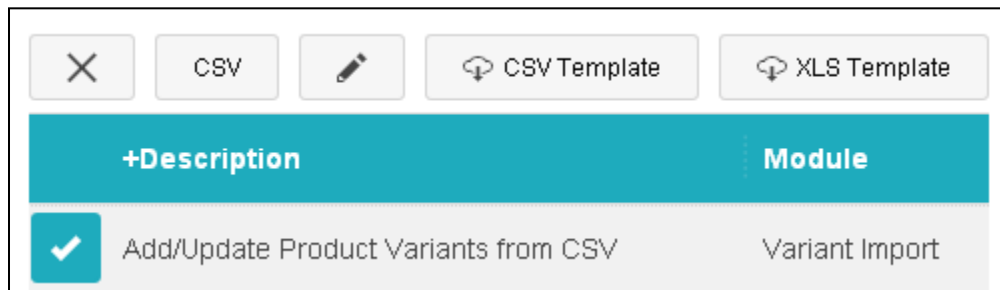 CSV CSV Template XLS Template
+Description Module
Add/Update Product Variants from CSV Variant Import